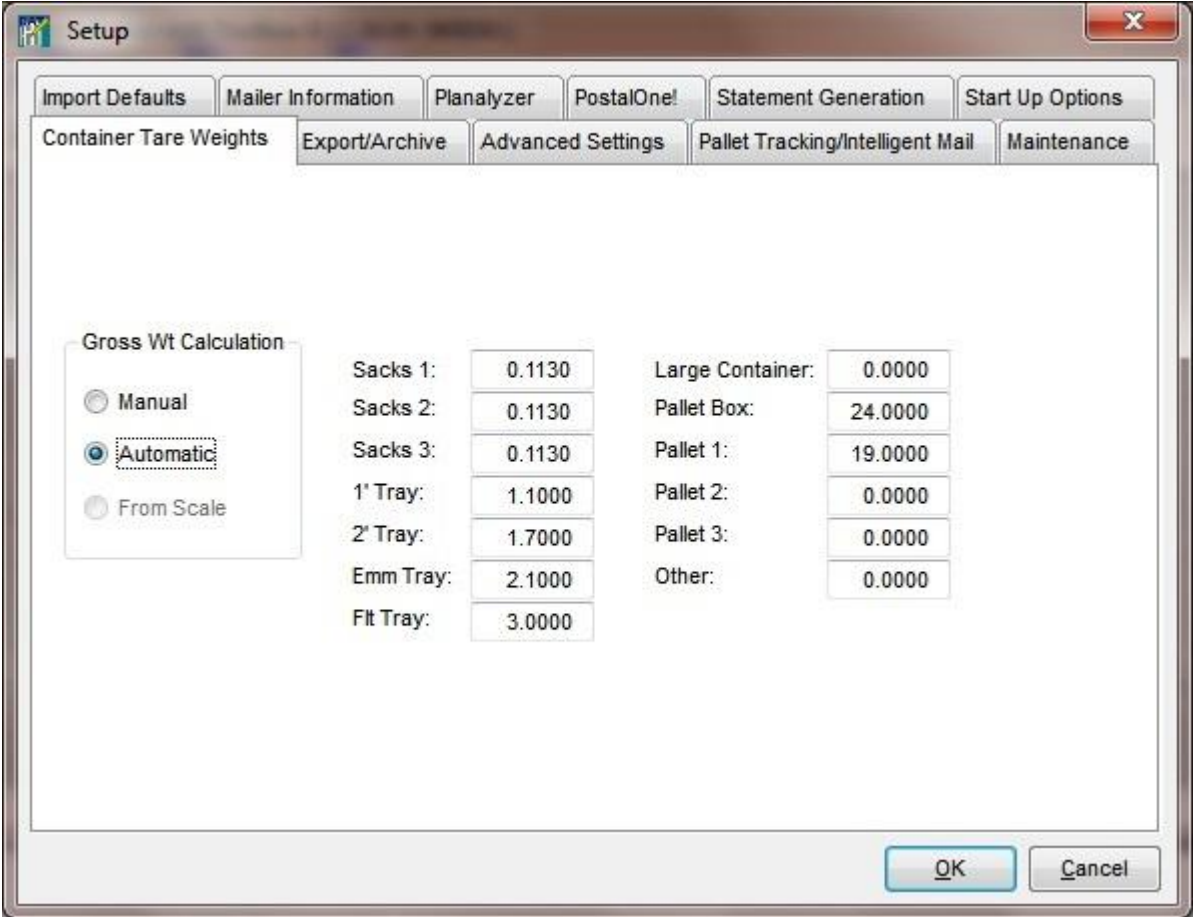 Setup
Import Defaults Mailer Information Planalyzer PostalOne! Statement Generation Start Up Options
Container Tare Weights Export/Archive Advanced Settings Pallet Tracking/Intelligent Mail Maintenance
Gross Wt Calculation
Manual
Automatic
From Scale
Sacks 1: 0.1130
Sacks 2: 0.1130
Sacks 3: 0.1130
1' Tray: 1.1000
2' Tray: 1.7000
Emm Tray: 2.1000
Flt Tray: 3.0000
Large Container: 0.0000
Pallet Box: 24.0000
Pallet 1: 19.0000
Pallet 2: 0.0000
Pallet 3: 0.0000
Other: 0.0000
OK Cancel